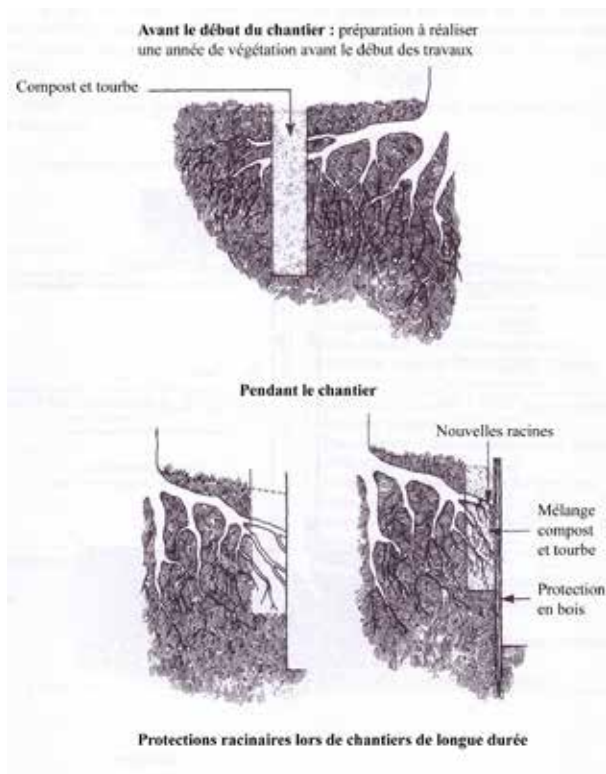 Avant le début du chantier : préparation à réaliser
une année de végétation avant le début des travaux
Compost et tourbe
Pendant le chantier
Nouvelles racines
Mélange
compost
et tourbe
Protection
en bois
Protections racinaires lors de chantiers de longue durée